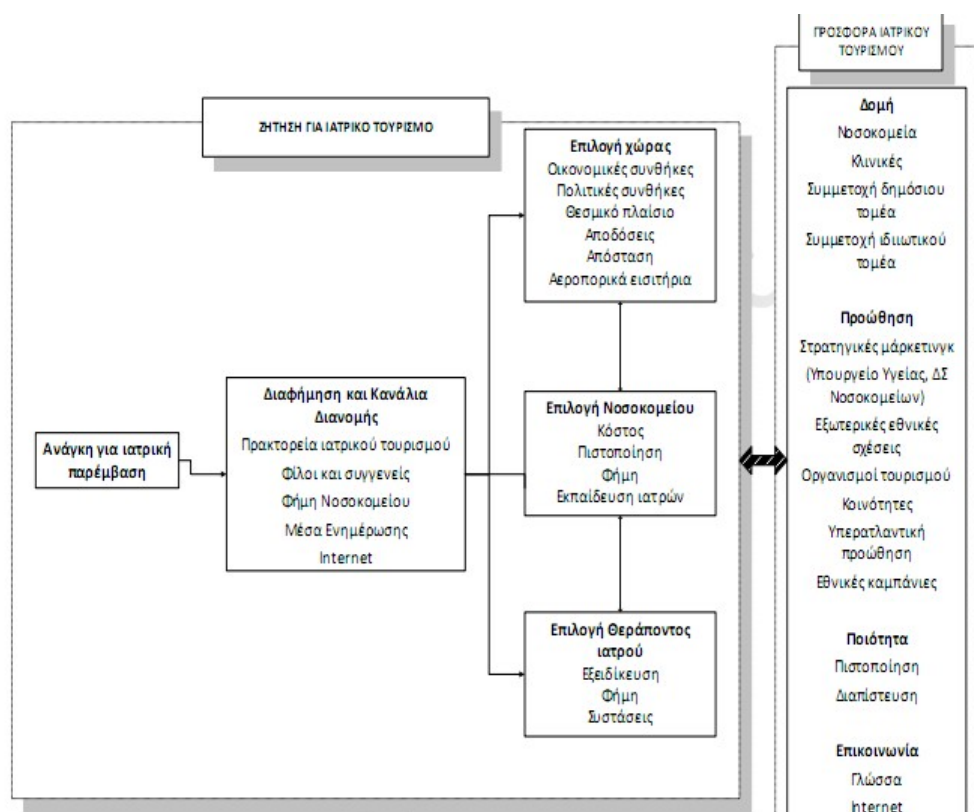 ΖΗΤΗΣΗ ΓΙΑ ΙΑΤΡΙΚΟ ΤΟΥΡΙΣΜΟ
Ανάγκη για ιατρική
παρέμβαση
Διαφήμιση και Κανάλια
Διανομής
Πρακτορεία ιατρικού τουρισμού
Φίλοι και συγγενείς
Φήμη Νοσοκομείου
Μέσα Ενημέρωσης
Internet
Επιλογή χώρας
Οικονομικές συνθήκες
Πολιτικές συνθήκες
Θεσμικό πλαίσιο
Αποδόσεις
Απόσταση
Αεροπορικά εισιτήρια
Επιλογή Νοσοκομείου
Κόστος
Πιστοποίηση
Φήμη
Εκπαίδευση ιατρών
Επιλογή Θεράποντος
ιατρού
Εξειδίκευση
Φήμη
Συστάσεις
ΠΡΟΣΦΟΡΑ ΙΑΤΡΙΚΟΥ
ΤΟΥΡΙΣΜΟΥ
Δομή
Νοσοκομεία
Κλινικές
Συμμετοχή δημόσιου
τομέα
Συμμετοχή ιδιιωτικού
τομέα
Προώθηση
Στρατηγικές μάρκετινγκ
(Υπουργείο Υγείας, ΔΣ
Νοσοκομείων)
Εξωτερικές εθνικές
σχέσεις
Οργανισμοί τουρισμού
Κοινότητες
Υπερατλαντική
προώθηση
Εθνικές καμπάνιες
Ποιότητα
Πιστοποίηση
Διαπίστευση
Επικοινωνία
Γλώσσα
Internet